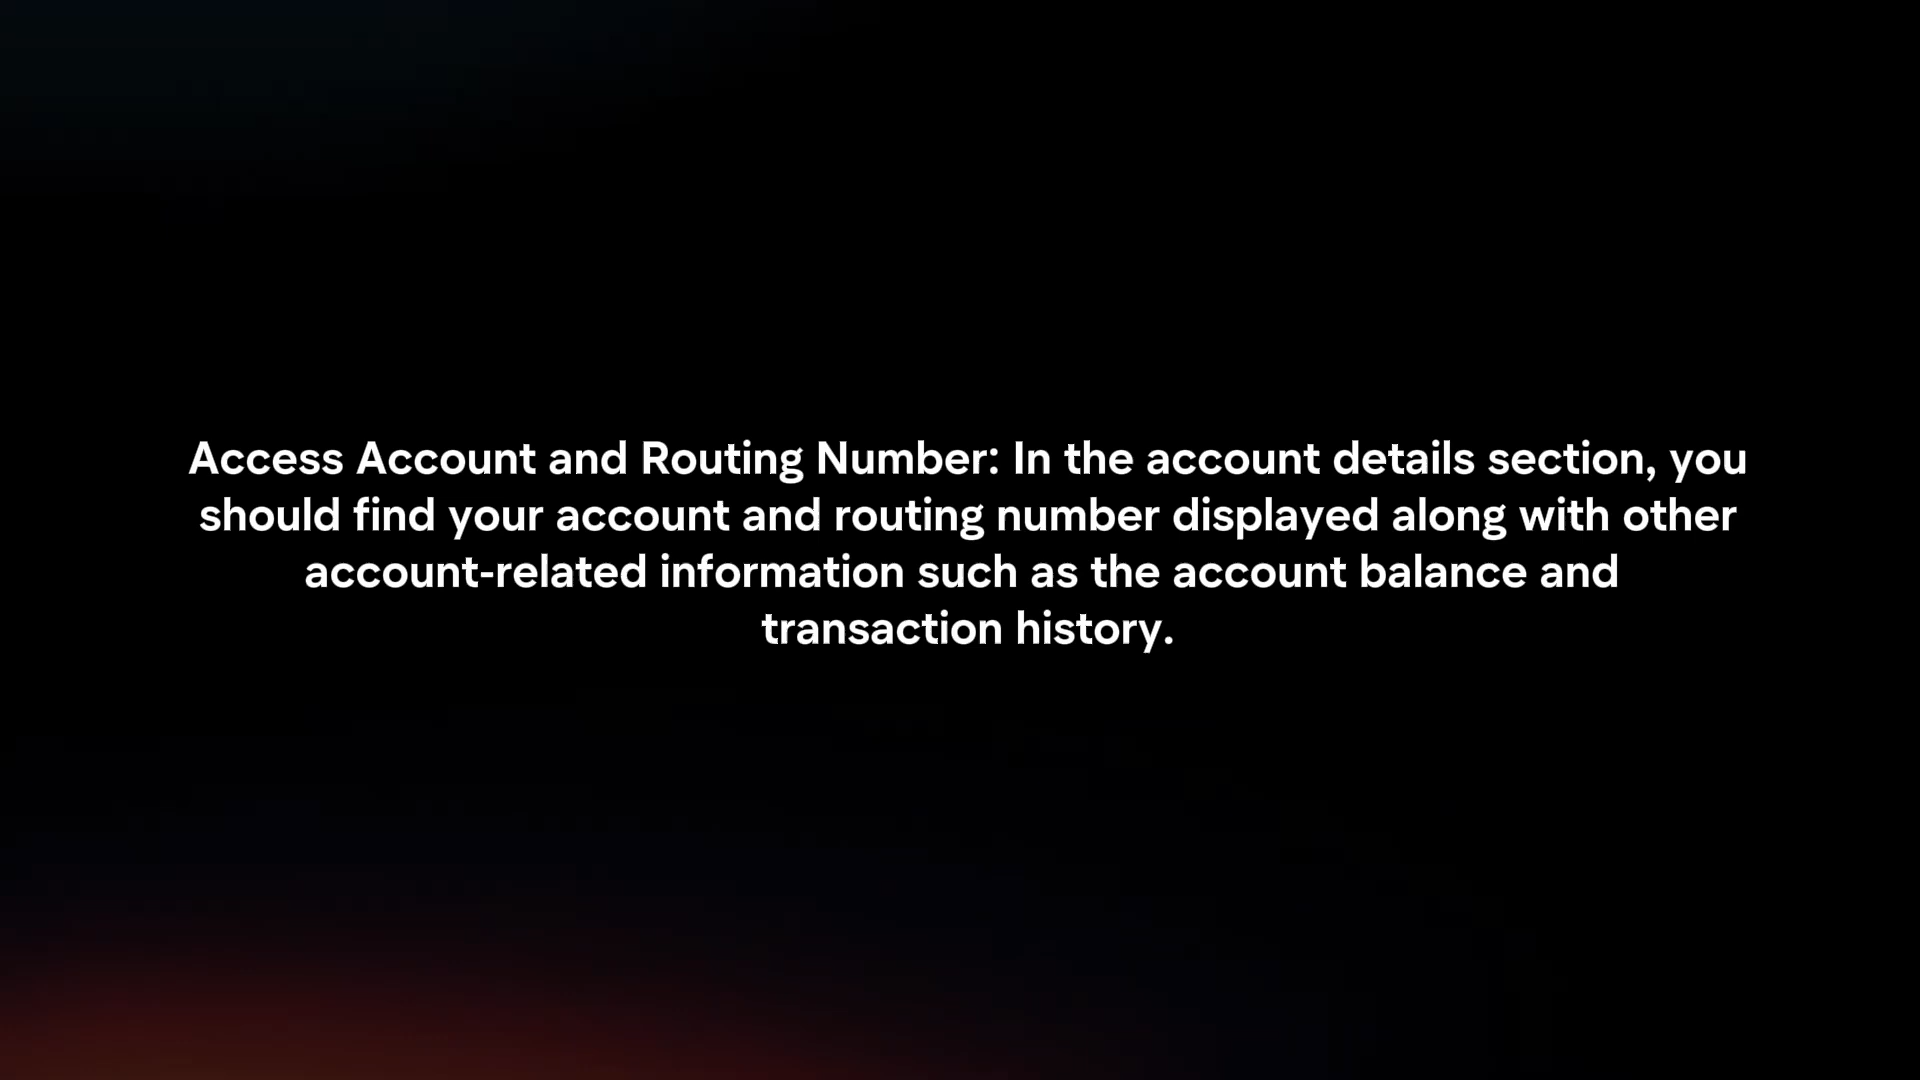 Access Account and Routing Number: In the account details section, you
should find your account and routing number displayed along with other
account-related information such as the account balance and
transaction history.